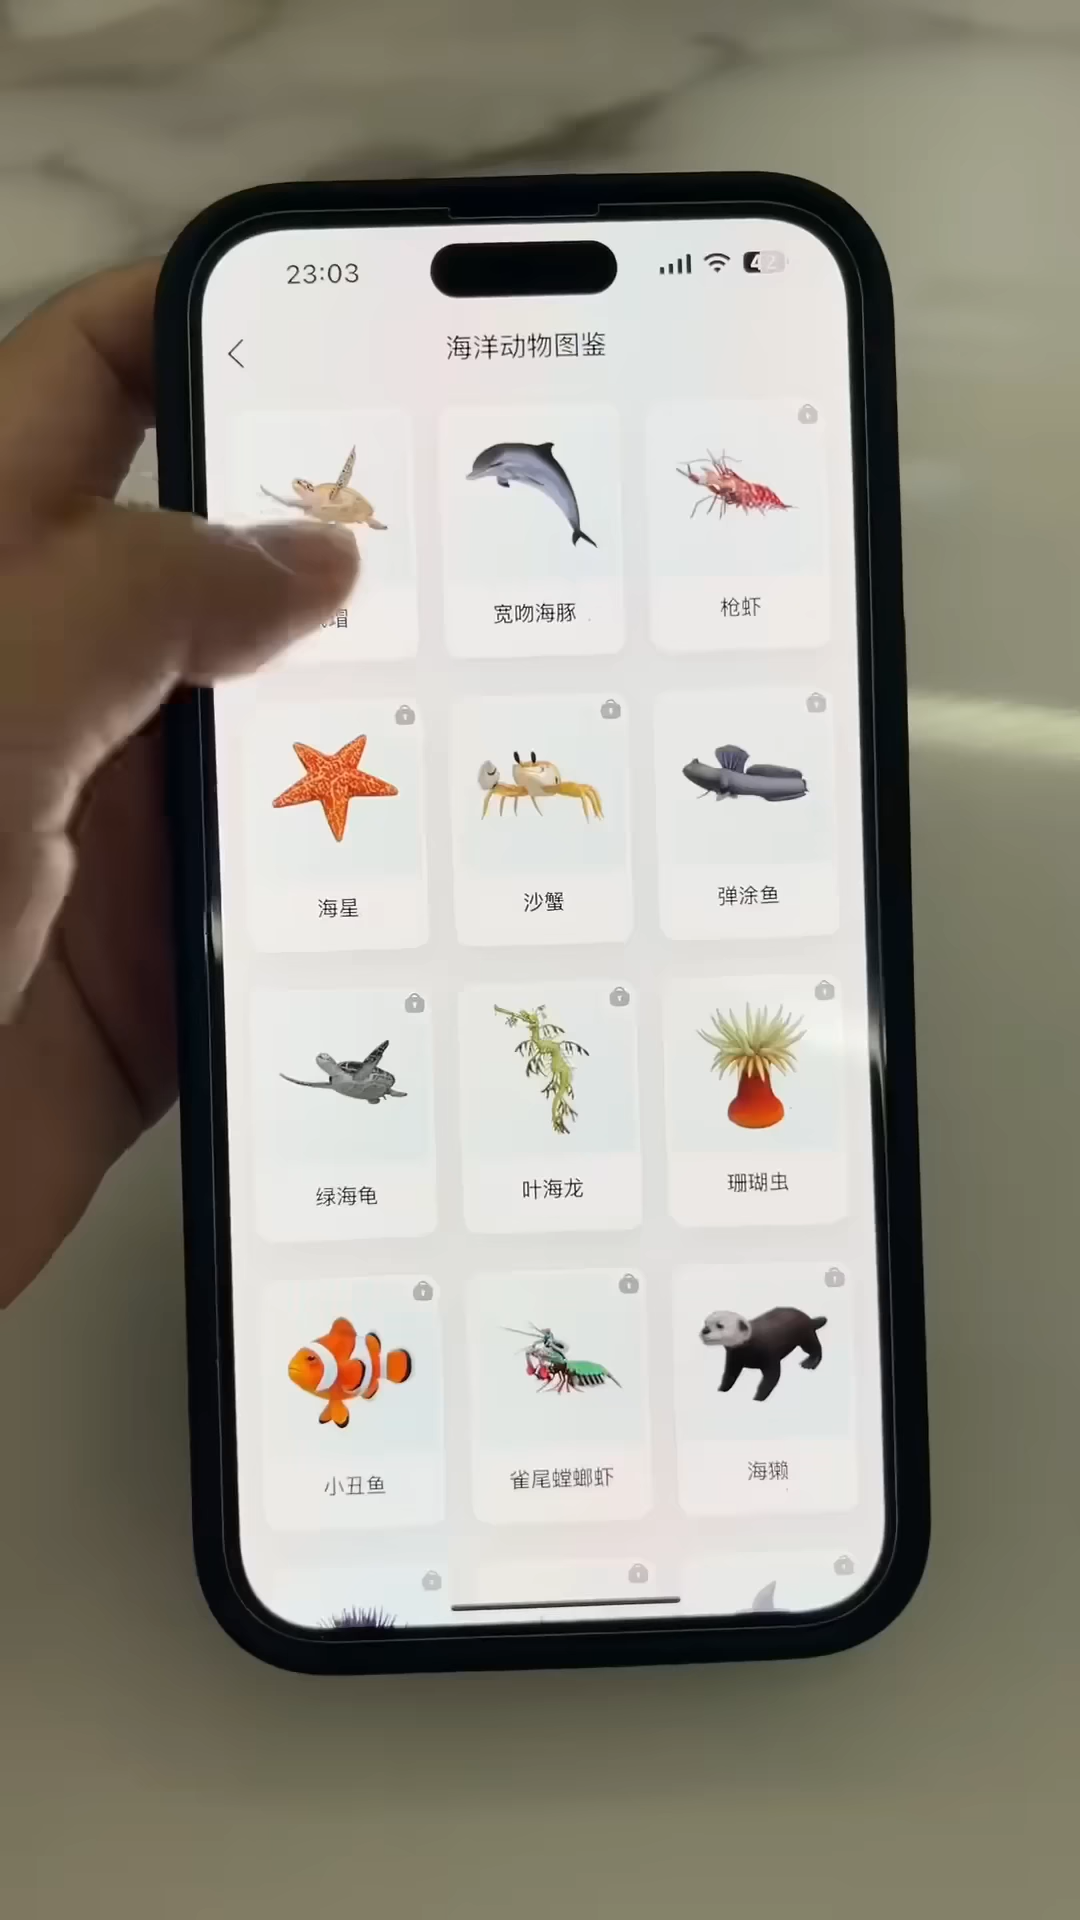 23:03
42
海洋动物图鉴
宽吻海豚
枪虾
海星
沙蟹
弹涂鱼
绿海龟
叶海龙
珊瑚虫
小丑鱼
雀尾螳螂虾
海獭